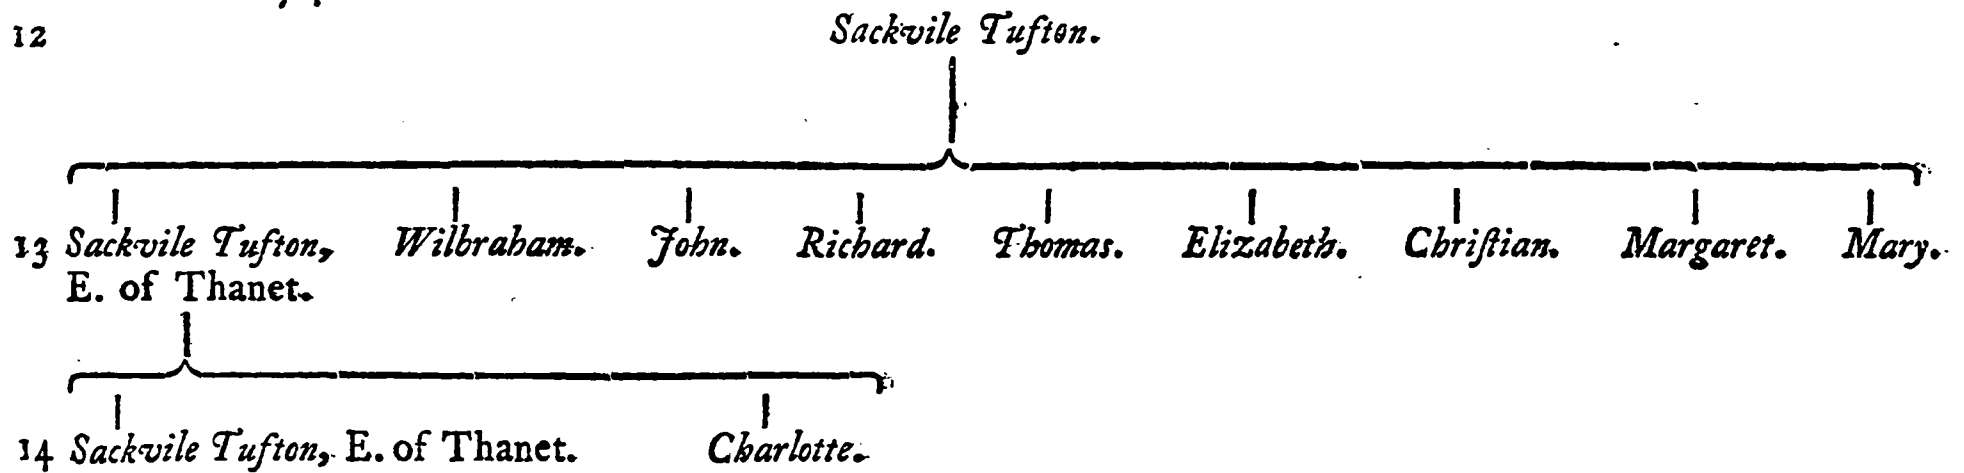 12 Sackvile Tufton.
13 Sackvile Tufton, Wilbraham. John. Richard. Thomas. Elizabeth. Chriſtian. Margaret. Mary.
E. of Thanet.
14 Sackvile Tufton, E. of Thanet. Charlotte.